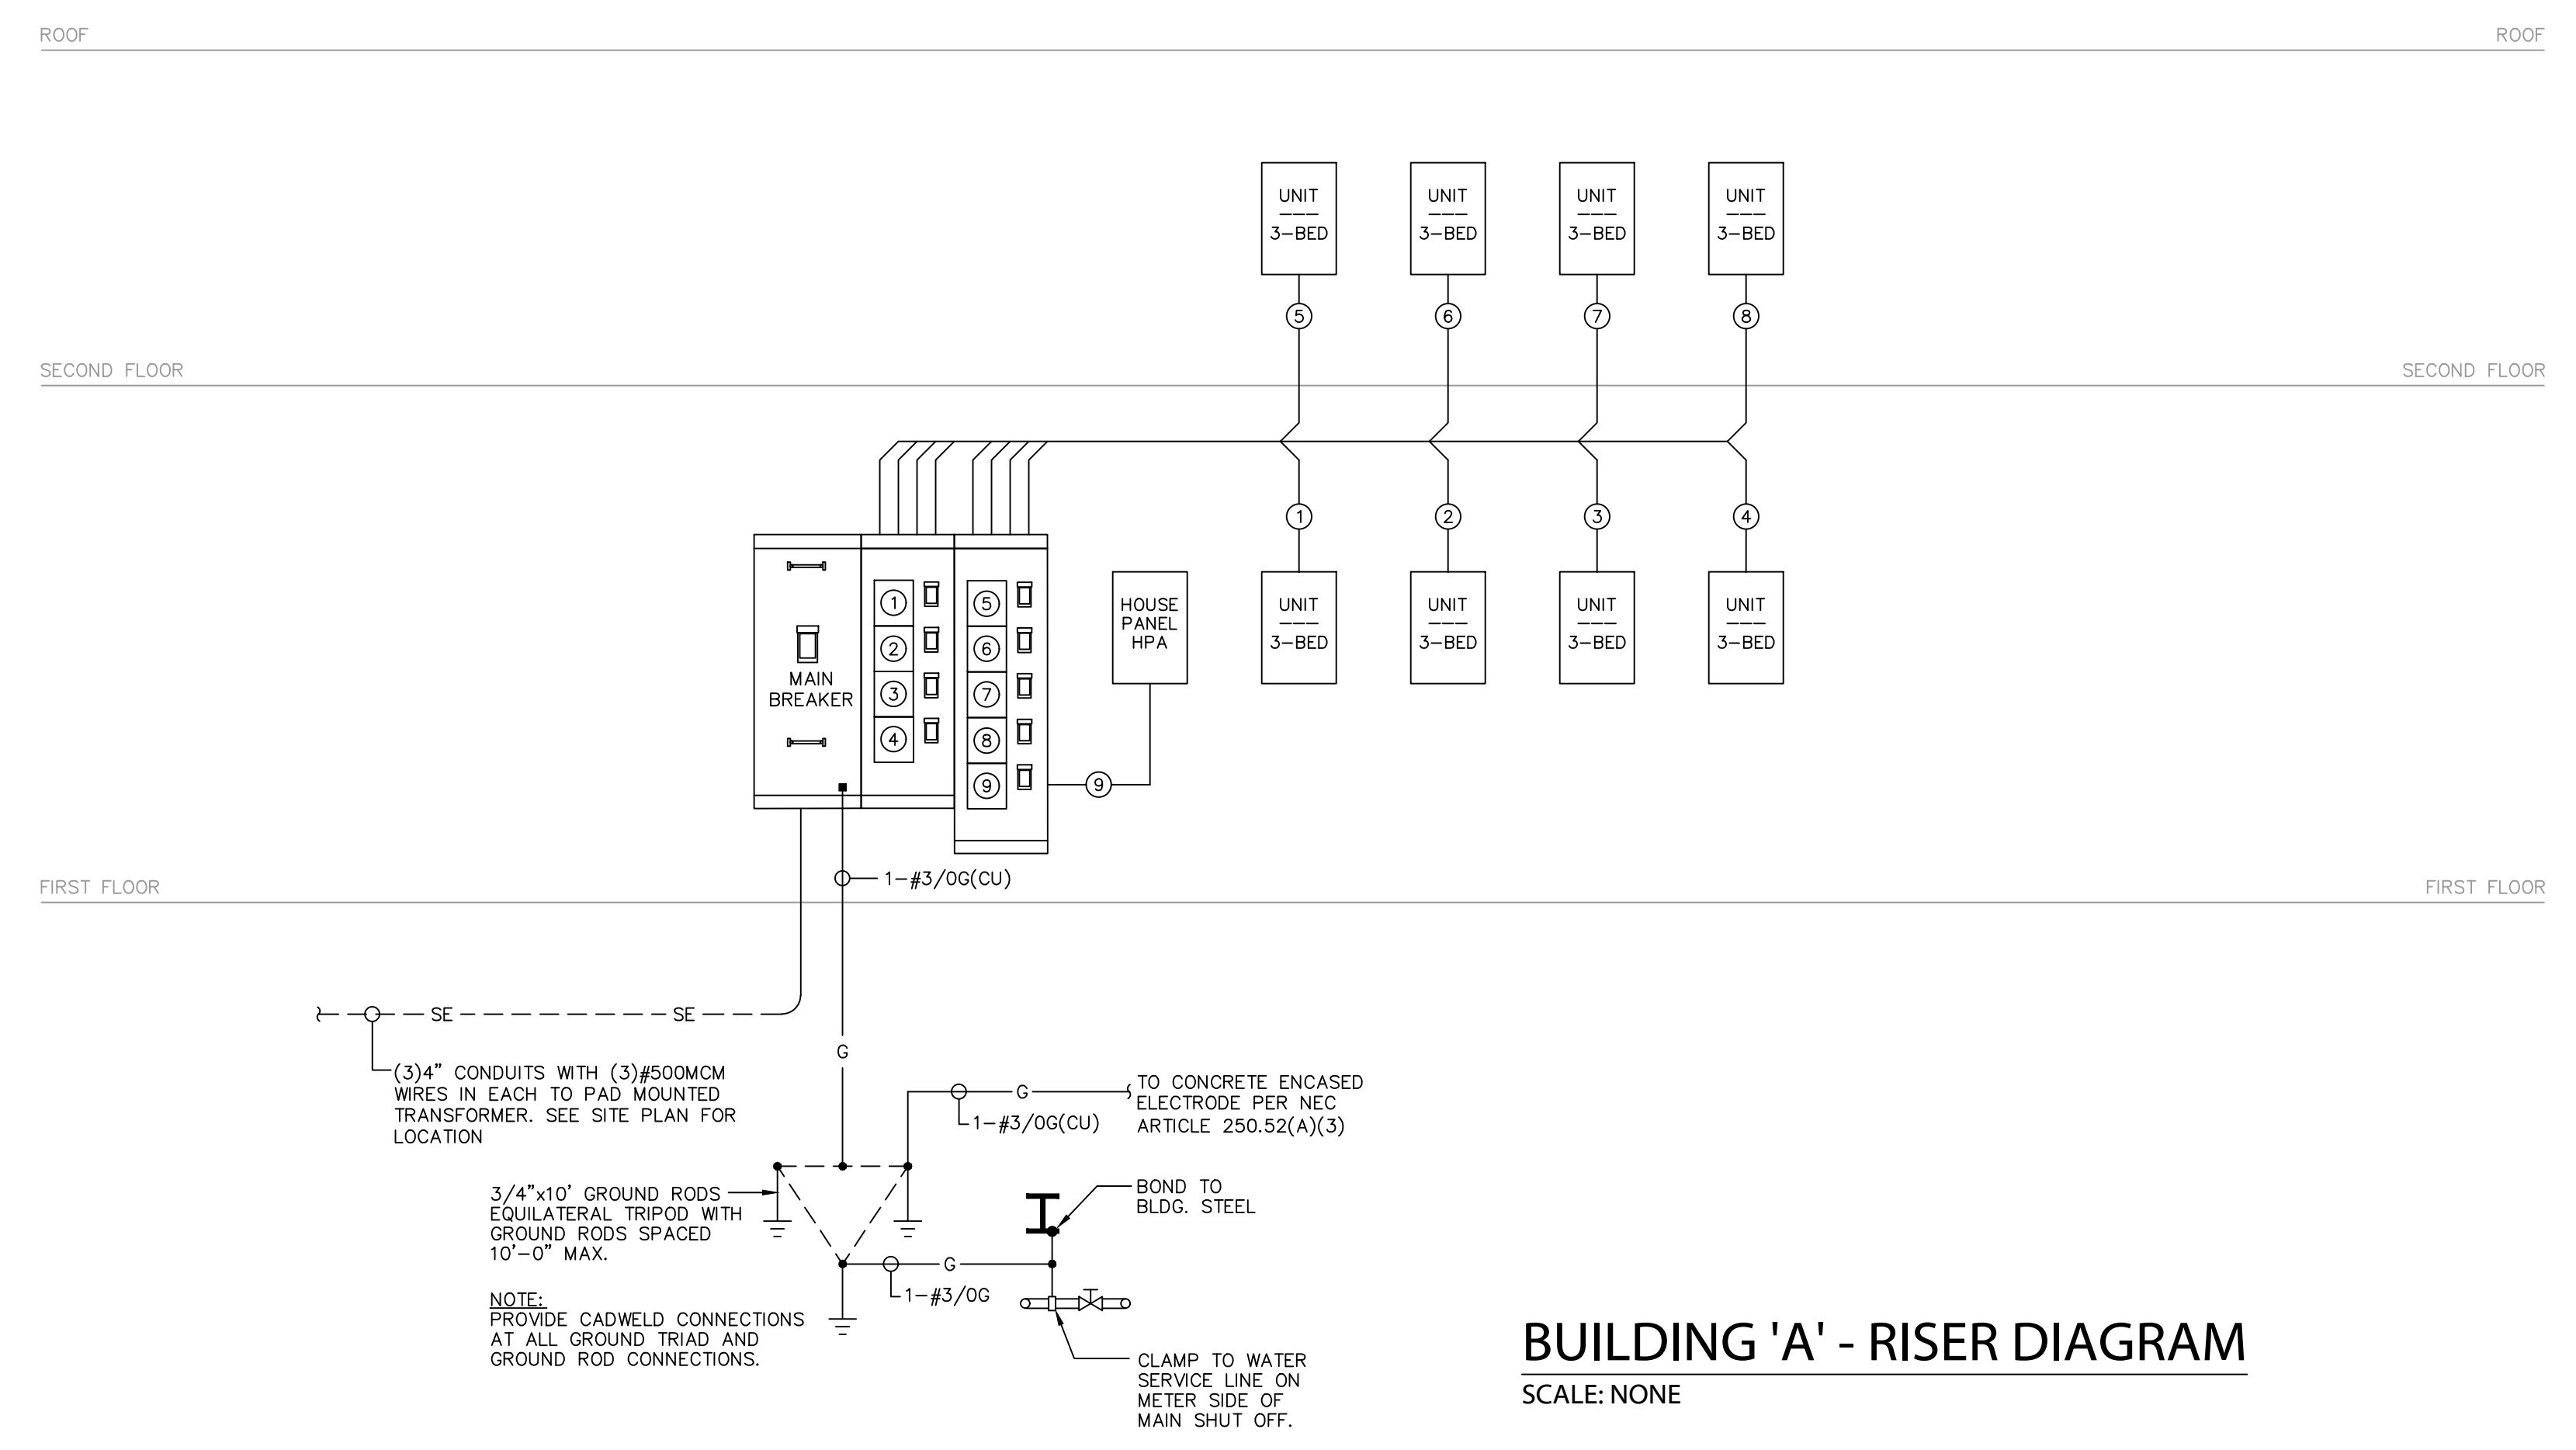 ROOF
ROOF
UNIT
---
3-BED
UNIT
---
3-BED
UNIT
---
3-BED
UNIT
---
3-BED
5
6
7
8
SECOND FLOOR
SECOND FLOOR
1
2
3
4
MAIN
BREAKER
1
2
3
4
5
6
7
8
9
HOUSE
PANEL
HPA
UNIT
---
3-BED
UNIT
---
3-BED
UNIT
---
3-BED
UNIT
---
3-BED
9
1-#3/0G(CU)
FIRST FLOOR
FIRST FLOOR
SE
SE
(3)4" CONDUITS WITH (3)#500MCM
WIRES IN EACH TO PAD MOUNTED
TRANSFORMER. SEE SITE PLAN FOR
LOCATION
G
G
1-#3/0G(CU)
TO CONCRETE ENCASED
ELECTRODE PER NEC
ARTICLE 250.52(A)(3)
3/4"x10' GROUND RODS
EQUILATERAL TRIPOD WITH
GROUND RODS SPACED
10'-0" MAX.
BOND TO
BLDG. STEEL
G
1-#3/0G
NOTE:
PROVIDE CADWELD CONNECTIONS
AT ALL GROUND TRIAD AND
GROUND ROD CONNECTIONS.
CLAMP TO WATER
SERVICE LINE ON
METER SIDE OF
MAIN SHUT OFF.
BUILDING 'A' - RISER DIAGRAM
SCALE: NONE